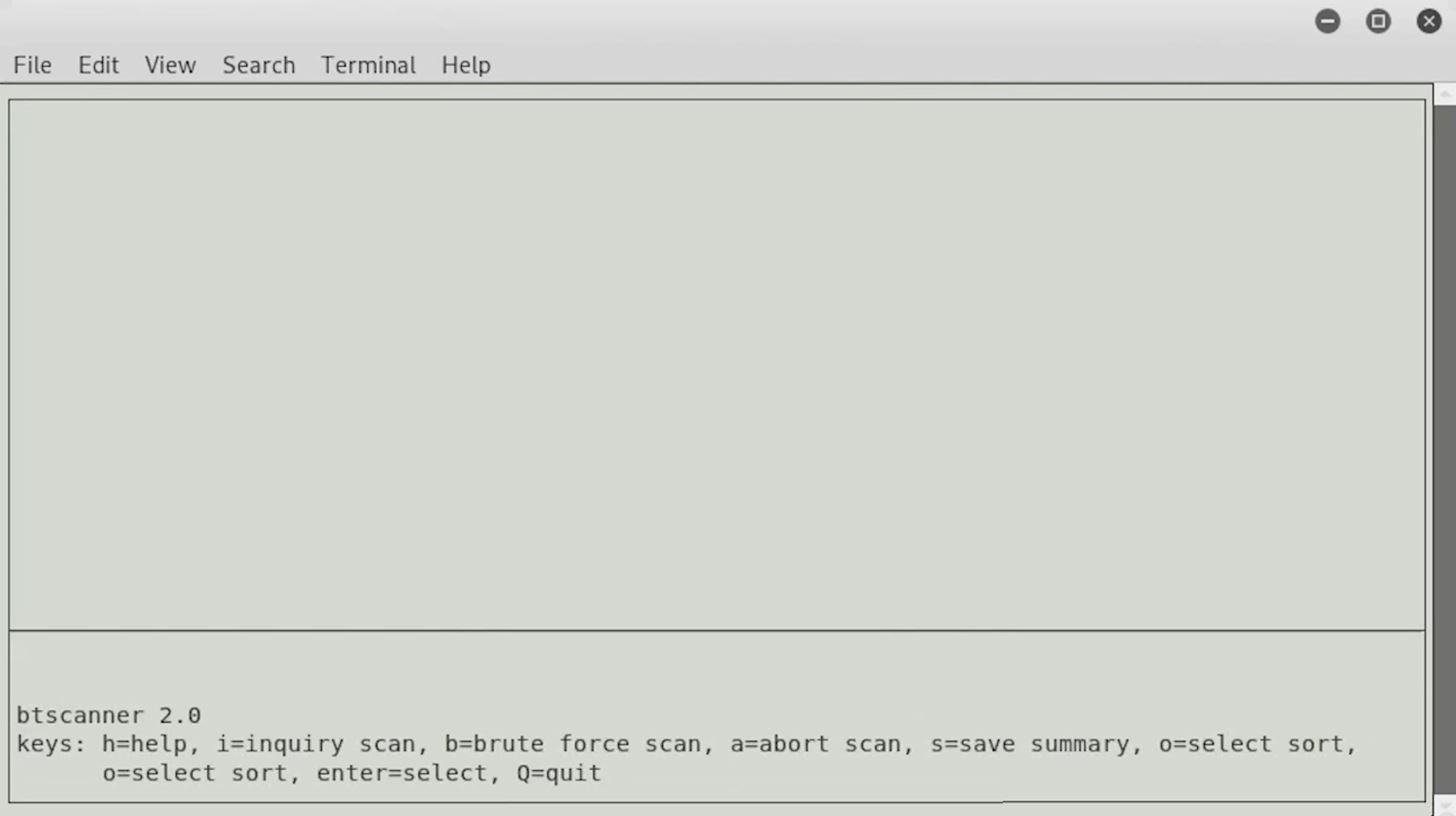 File Edit View Search Terminal Help
btscanner 2.0
keys: h=help, i=inquiry scan, b=brute force scan, a=abort scan, s=save summary, o=select sort,
o=select sort, enter=select, Q=quit